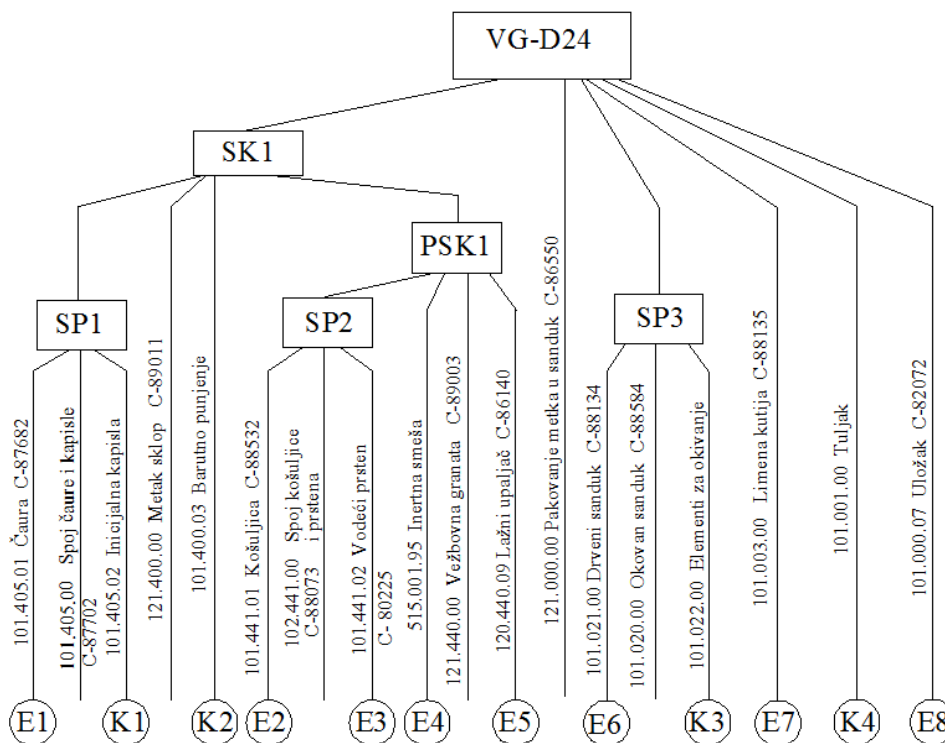 VG-D24
SK1
PSK1
SP1
SP2
SP3
101.405.01 Čaura C-87682
101.405.00 Spoj čaure i kapisle
C-87702
101.405.02 Inicijalna kapisla
121.400.00 Metak sklop C-89011
101.400.03 Barutno punjenje
101.441.01 Košuljica C-88532
102.441.00 Spoj košuljice
C-88073 i prstena
101.441.02 Vodeći prsten
C- 80225
515.001.95 Inertna smeša
121.440.00 Vežbovna granata C-89003
120.440.09 Lažni upaljač C-86140
121.000.00 Pakovanje metka u sanduk C-86550
101.021.00 Drveni sanduk C-88134
101.020.00 Okovan sanduk C-88584
101.022.00 Elementi za okivanje
101.003.00 Limena kutija C-88135
101.001.00 Tuljak
101.000.07 Uložak C-82072
E1
K1
K2
E2
E3
E4
E5
E6
K3
E7
K4
E8